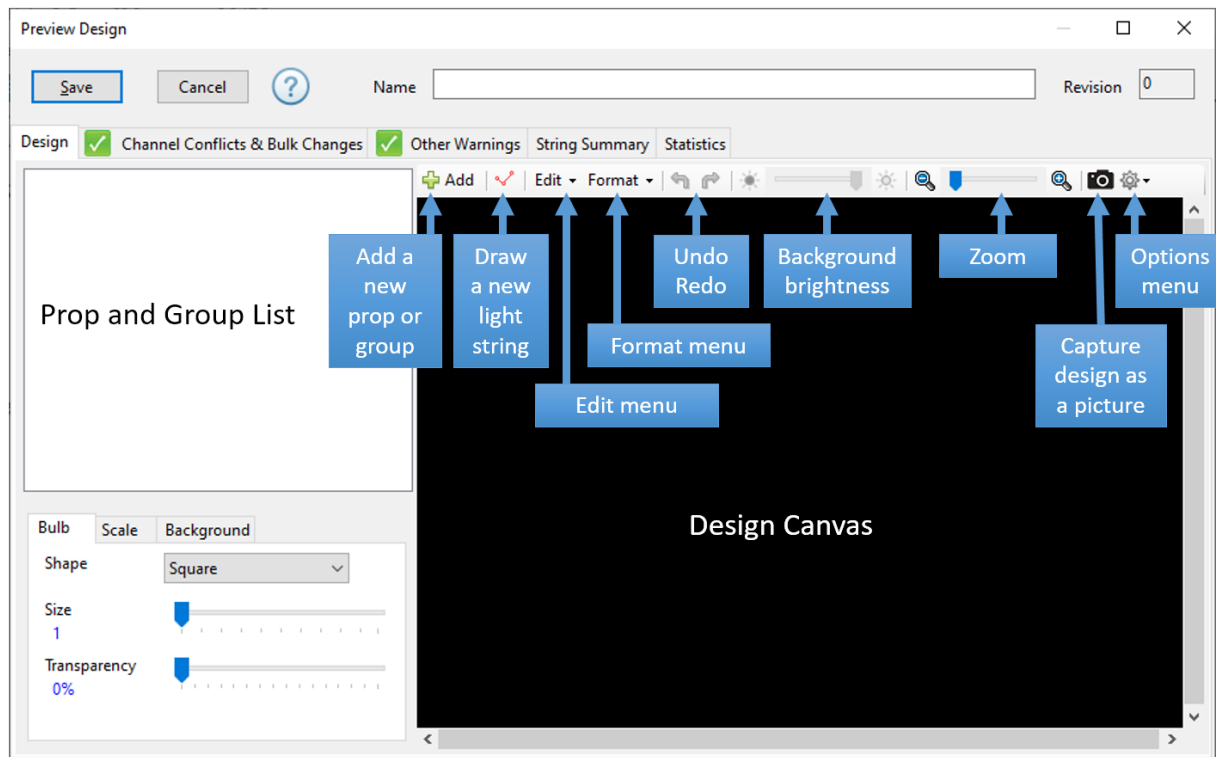 Preview Design
Save
Cancel
?
Name
Revision
0
Design
Channel Conflicts & Bulk Changes
Other Warnings
String Summary
Statistics
Add
Edit
Format
Prop and Group List
Add a
new
prop or
group
Draw
a new
light
string
Edit menu
Format menu
Undo
Redo
Background
brightness
Zoom
Capture
design as
a picture
Options
menu
Design Canvas
Bulb
Scale
Background
Shape
Square
Size
1
Transparency
0%